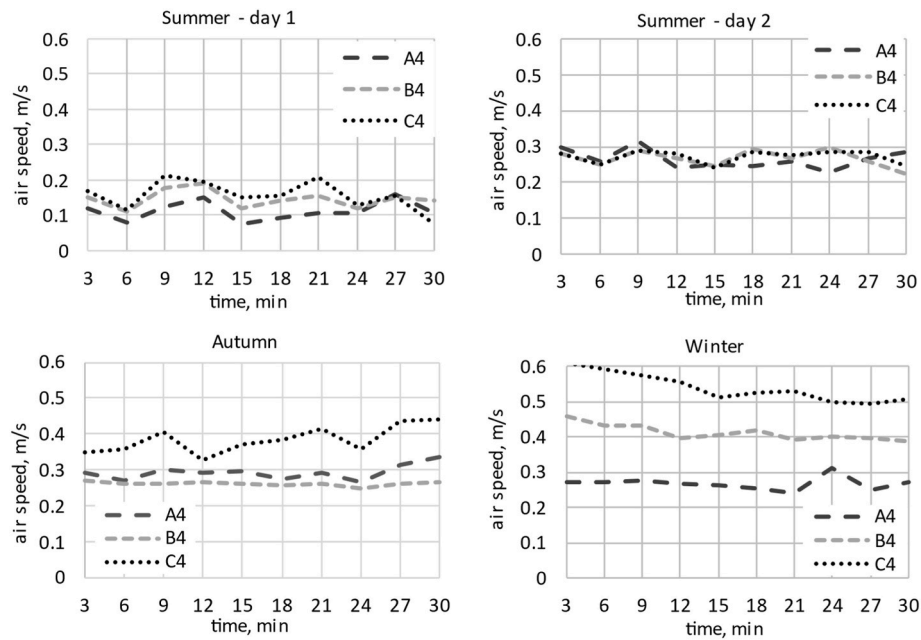 Summer - day 1
air speed, m/s
0.6
0.5
0.4
0.3
0.2
0.1
0
A4
B4
C4
3 6 9 12 15 18 21 24 27 30
time, min
Summer - day 2
air speed, m/s
0.6
0.5
0.4
0.3
0.2
0.1
0
A4
B4
C4
3 6 9 12 15 18 21 24 27 30
time, min
Autumn
air speed, m/s
0.6
0.5
0.4
0.3
0.2
0.1
0
A4
B4
C4
3 6 9 12 15 18 21 24 27 30
time, min
Winter
air speed, m/s
0.6
0.5
0.4
0.3
0.2
0.1
0
A4
B4
C4
3 6 9 12 15 18 21 24 27 30
time, min